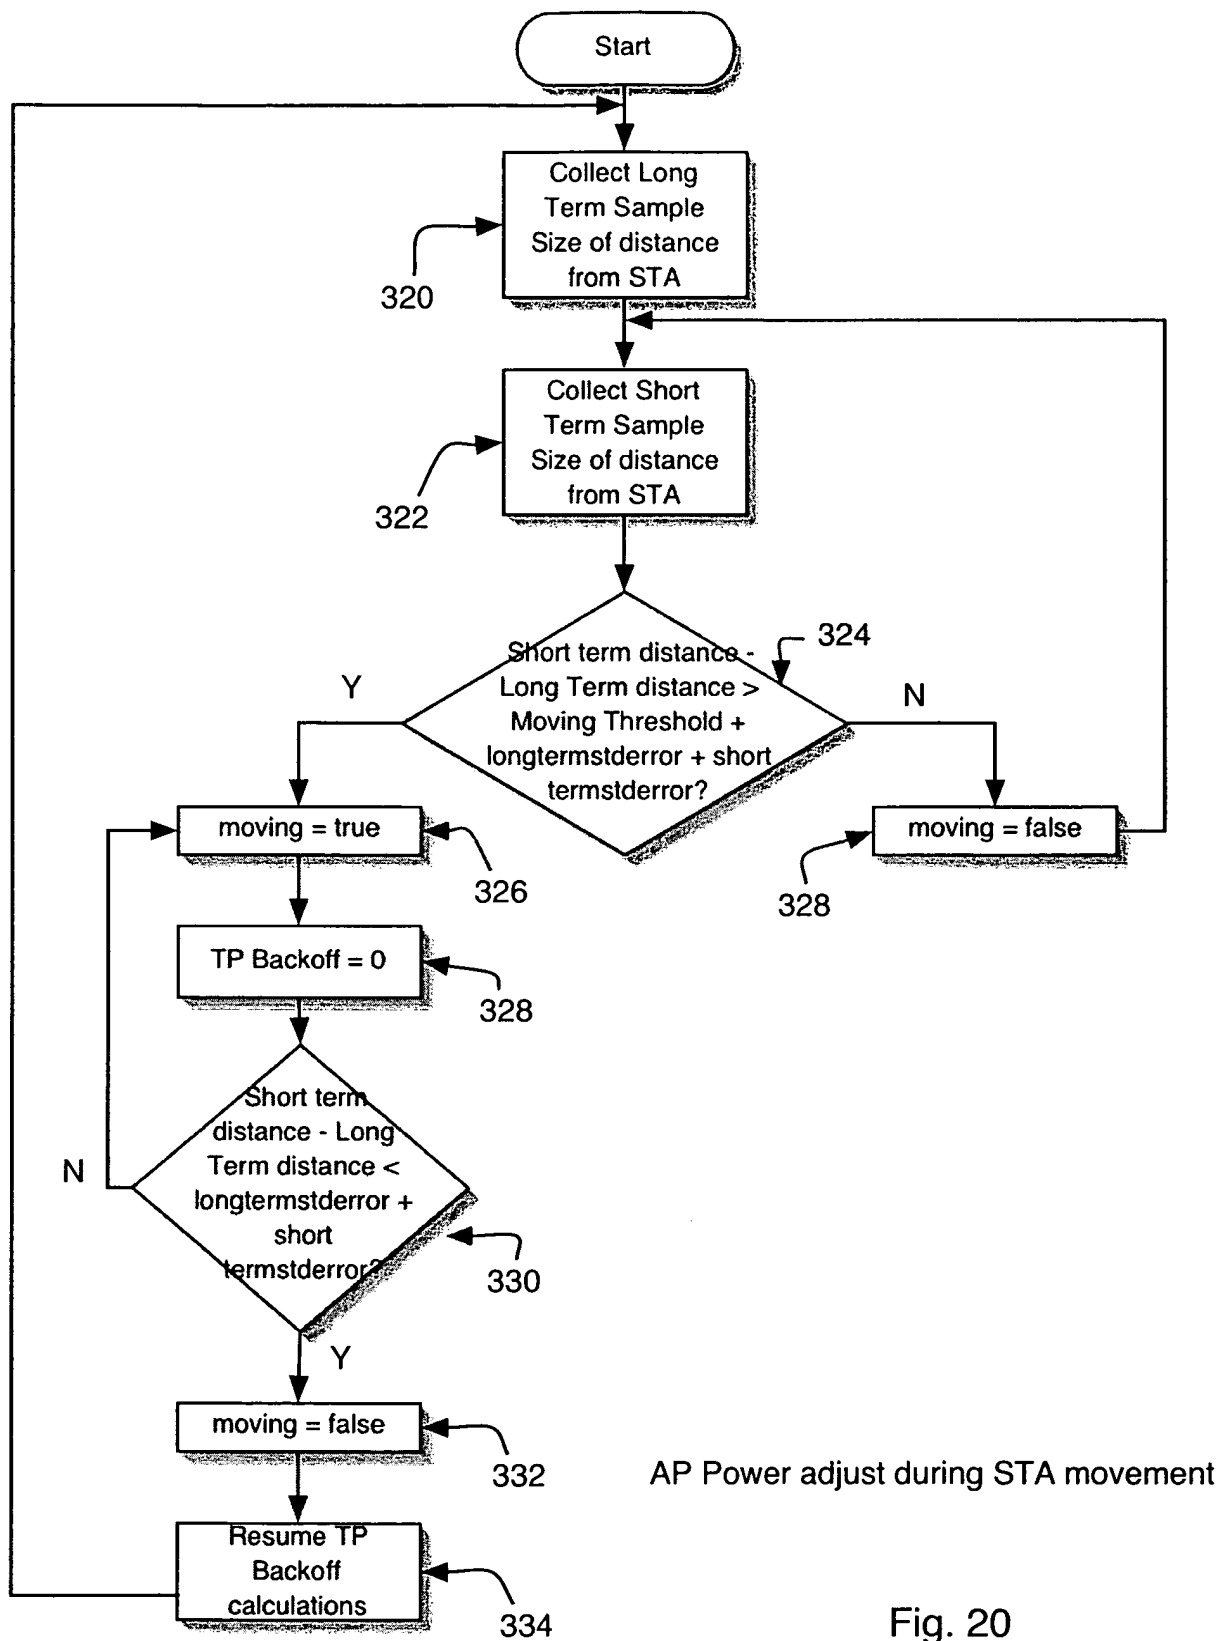 Start
Collect Long
Term Sample
Size of distance
from STA
320
Collect Short
Term Sample
Size of distance
from STA
322
324
Short term distance -
Long Term distance >
Moving Threshold +
longtermstderror + short
termstderror?
Y
N
moving = true
326
moving = false
328
TP Backoff = 0
328
Short term
distance - Long
Term distance <
longtermstderror +
short
termstderror?
N
330
Y
moving = false
332
AP Power adjust during STA movement
Resume TP
Backoff
calculations
334
Fig. 20